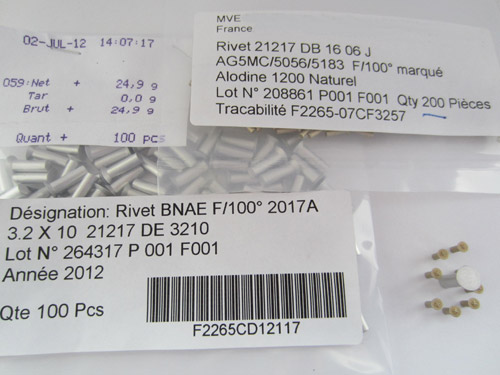 02-JUL-12 14:07:17
059:Net + 24,9 g
Tar 0,0 g
Brut + 24,9 g
Quant + 100 pcs
MVE
France
Rivet 21217 DB 16 06 J
AG5MC/5056/5183 F/100° marqué
Alodine 1200 Naturel
Lot N° 208861 P001 F001 Qty 200 Pièces
Tracabilité F2265-07CF3257
Désignation: Rivet BNAE F/100° 2017A
3.2 X 10 21217 DE 3210
Lot N° 264317 P 001 F001
Année 2012
Qte 100 Pcs
F2265CD12117